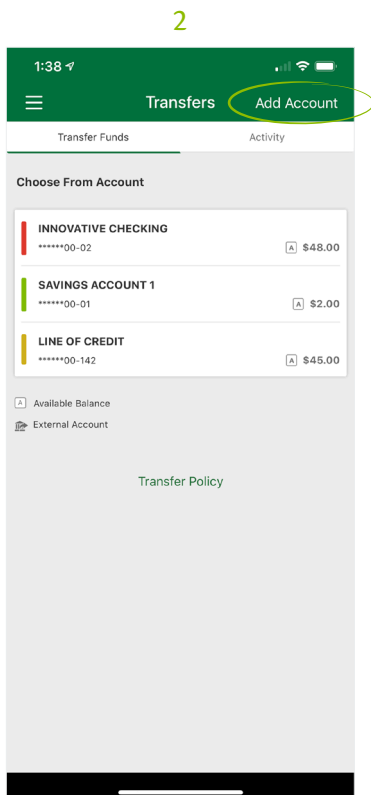 2
1:38
Transfers
Add Account
Transfer Funds
Activity
Choose From Account
INNOVATIVE CHECKING
******00-02
A $48.00
SAVINGS ACCOUNT 1
******00-01
A $2.00
LINE OF CREDIT
******00-142
A $45.00
A Available Balance
External Account
Transfer Policy